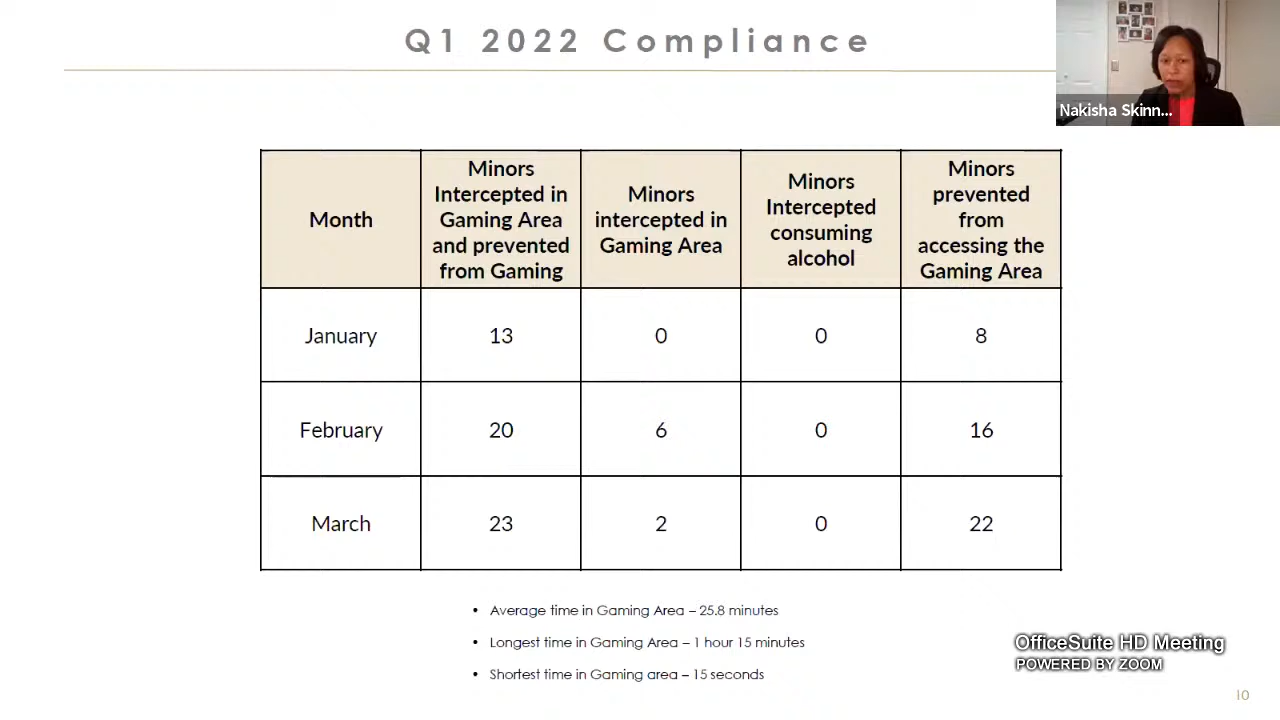 Q1 2022 Compliance
Nakisha Skinn...
Month
Minors
Intercepted in
Gaming Area
and prevented
from Gaming
Minors
intercepted in
Gaming Area
Minors
Intercepted
consuming
alcohol
Minors
prevented
from
accessing the
Gaming Area
January
13
0
0
8
February
20
6
0
16
March
23
2
0
22
• Average time in Gaming Area – 25.8 minutes
• Longest time in Gaming Area – 1 hour 15 minutes
• Shortest time in Gaming area – 15 seconds
OfficeSuite HD Meeting
POWERED BY ZOOM
10